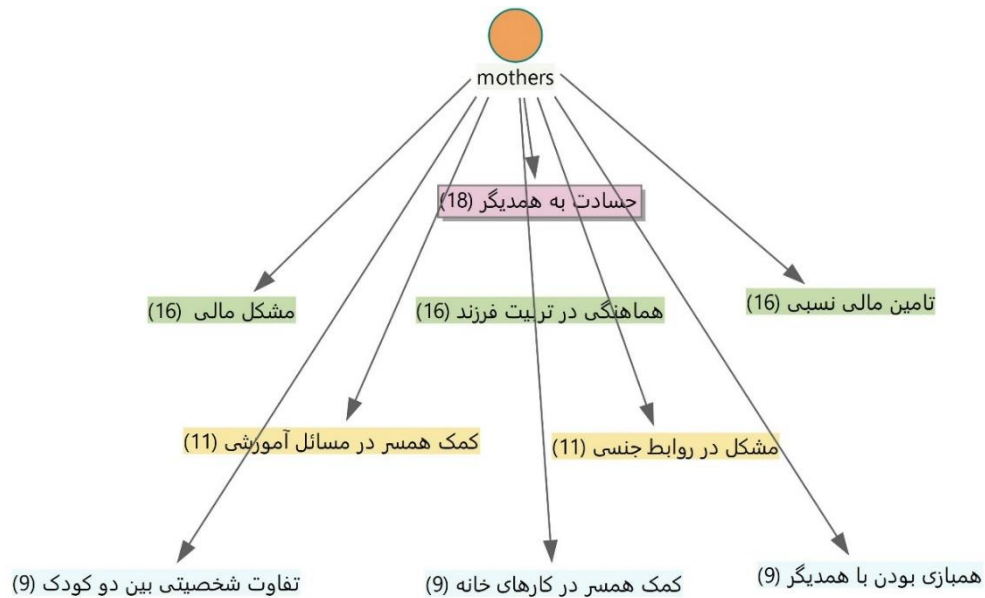 mothers
حسادت به همدیگر (18)
تامین مالی نسبی (16)
هماهنگی در تربیت فرزند (16)
مشکل مالی (16)
مشکل در روابط جنسی (11)
کمک همسر در مسائل آموزشی (11)
همبازی بودن با همدیگر (9)
کمک همسر در کارهای خانه (9)
تفاوت شخصیتی بین دو کودک (9)